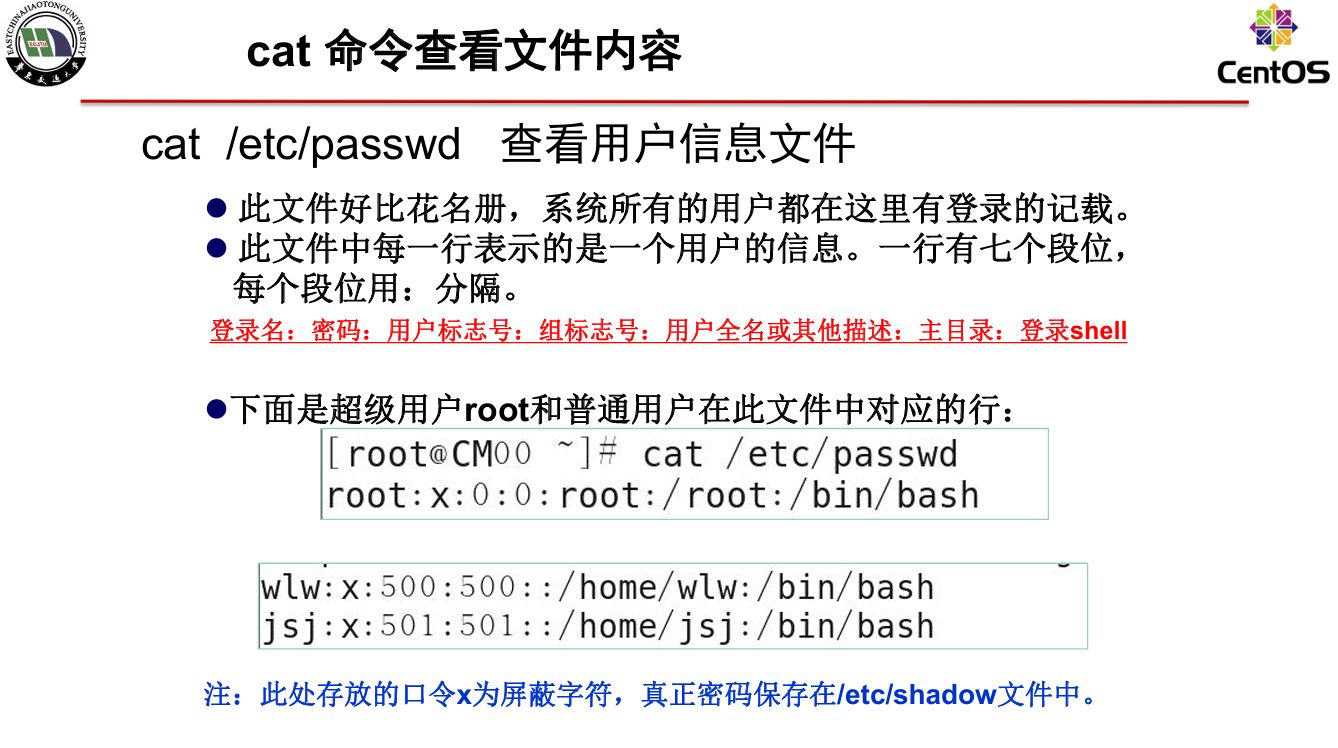 EASTCHINAJIAOTONGUNIVERSITY
ECJTU
华东交通大学
cat 命令查看文件内容
CentOS
cat /etc/passwd 查看用户信息文件
此文件好比花名册，系统所有的用户都在这里有登录的记载。
此文件中每一行表示的是一个用户的信息。一行有七个段位，
每个段位用：分隔。
登录名：密码：用户标志号：组标志号：用户全名或其他描述：主目录：登录shell
下面是超级用户root和普通用户在此文件中对应的行：
[root@CM00 ~]# cat /etc/passwd
root:x:0:0:root:/root:/bin/bash
wlw:x:500:500::/home/wlw:/bin/bash
jsj:x:501:501::/home/jsj:/bin/bash
注：此处存放的口令x为屏蔽字符，真正密码保存在/etc/shadow文件中。